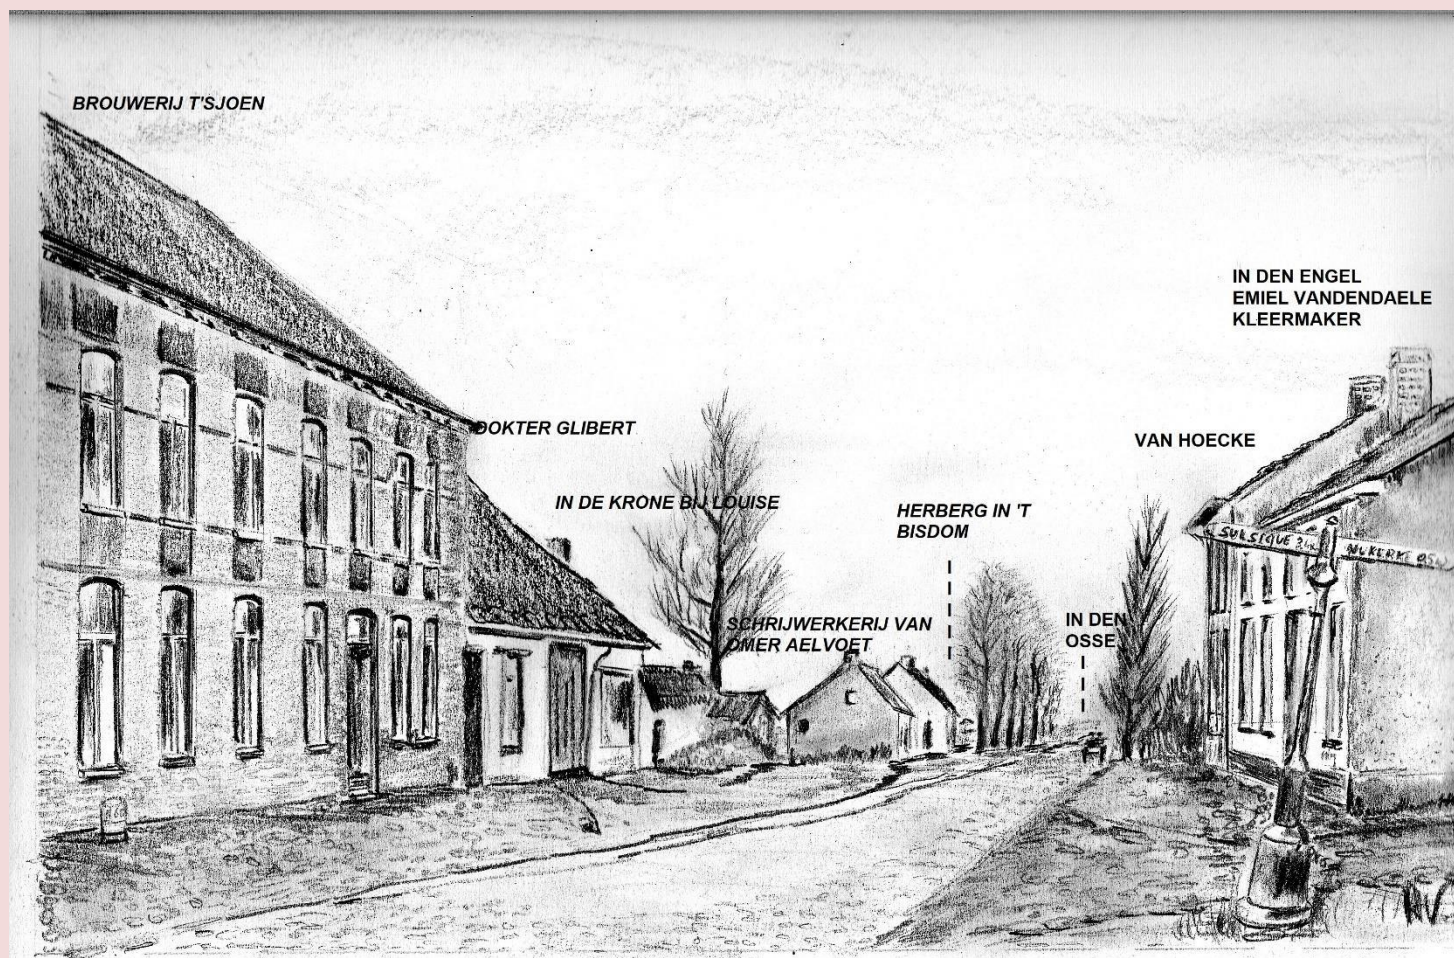 BROUWERIJ T'SJOEN
IN DEN ENGEL
EMIEL VANDENDAELE
KLEERMAKER
DOKTER GLIBERT
VAN HOECKE
IN DE KRONE BIJ LOUISE
HERBERG IN 'T
BISDOM
SCHRIJWERKERIJ VAN
OMER AELVOET
IN DEN
OSSE
NUKERKE